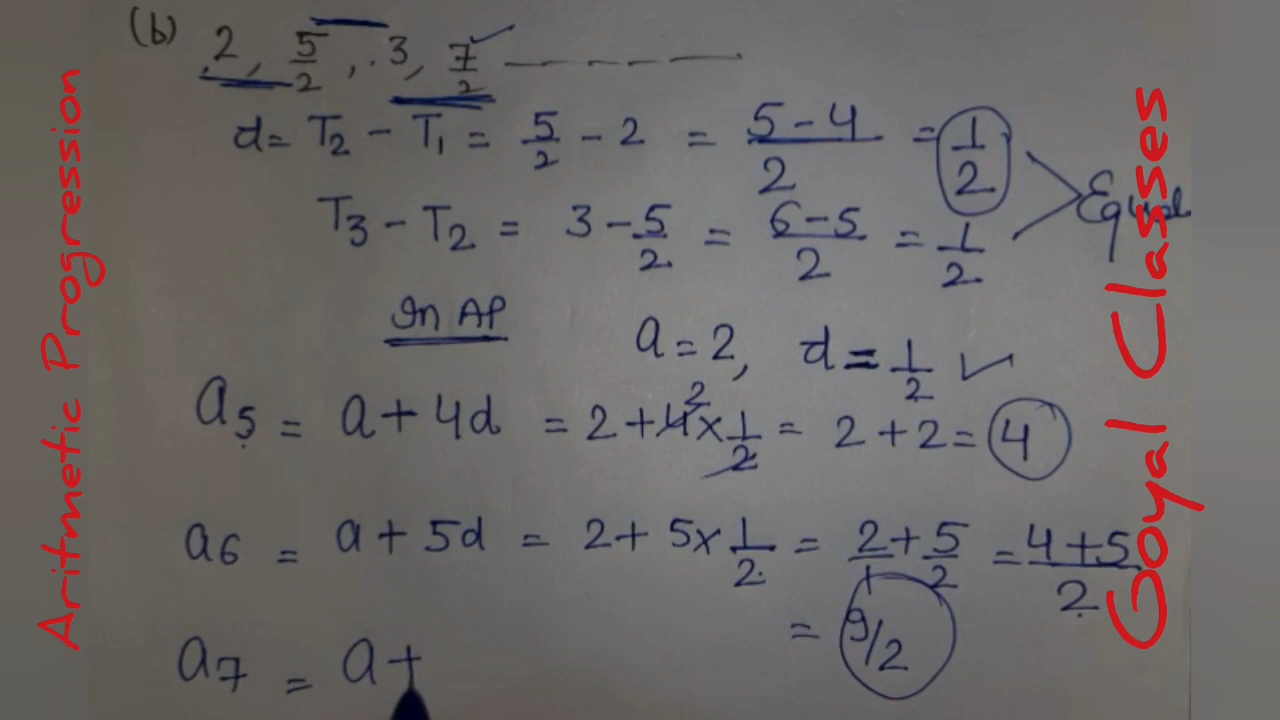 Aritmetic Progression
(b) 2, 5/2, 3, 7/2 ---------
d = T₂ - T₁ = 5/2 - 2 = (5-4)/2 = 1/2
T₃ - T₂ = 3 - 5/2 = (6-5)/2 = 1/2
Equal
In AP
a = 2, d = 1/2 ✓
a₅ = a + 4d = 2 + 4 x 1/2 = 2 + 2 = 4
2
a₆ = a + 5d = 2 + 5 x 1/2 = 2/1 + 5/2 = (4+5)/2
= 9/2
a₇ = a +
Goyal Classes